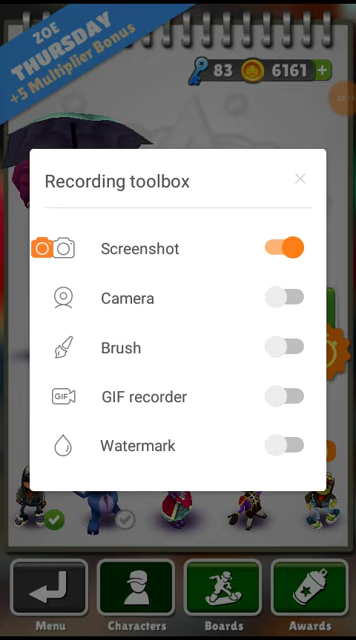 ZOE
THURSDAY
+5 Multiplier Bonus
83
6161
+
Recording toolbox
Screenshot
Camera
Brush
GIF
GIF recorder
Watermark
Menu
Characters
Boards
Awards